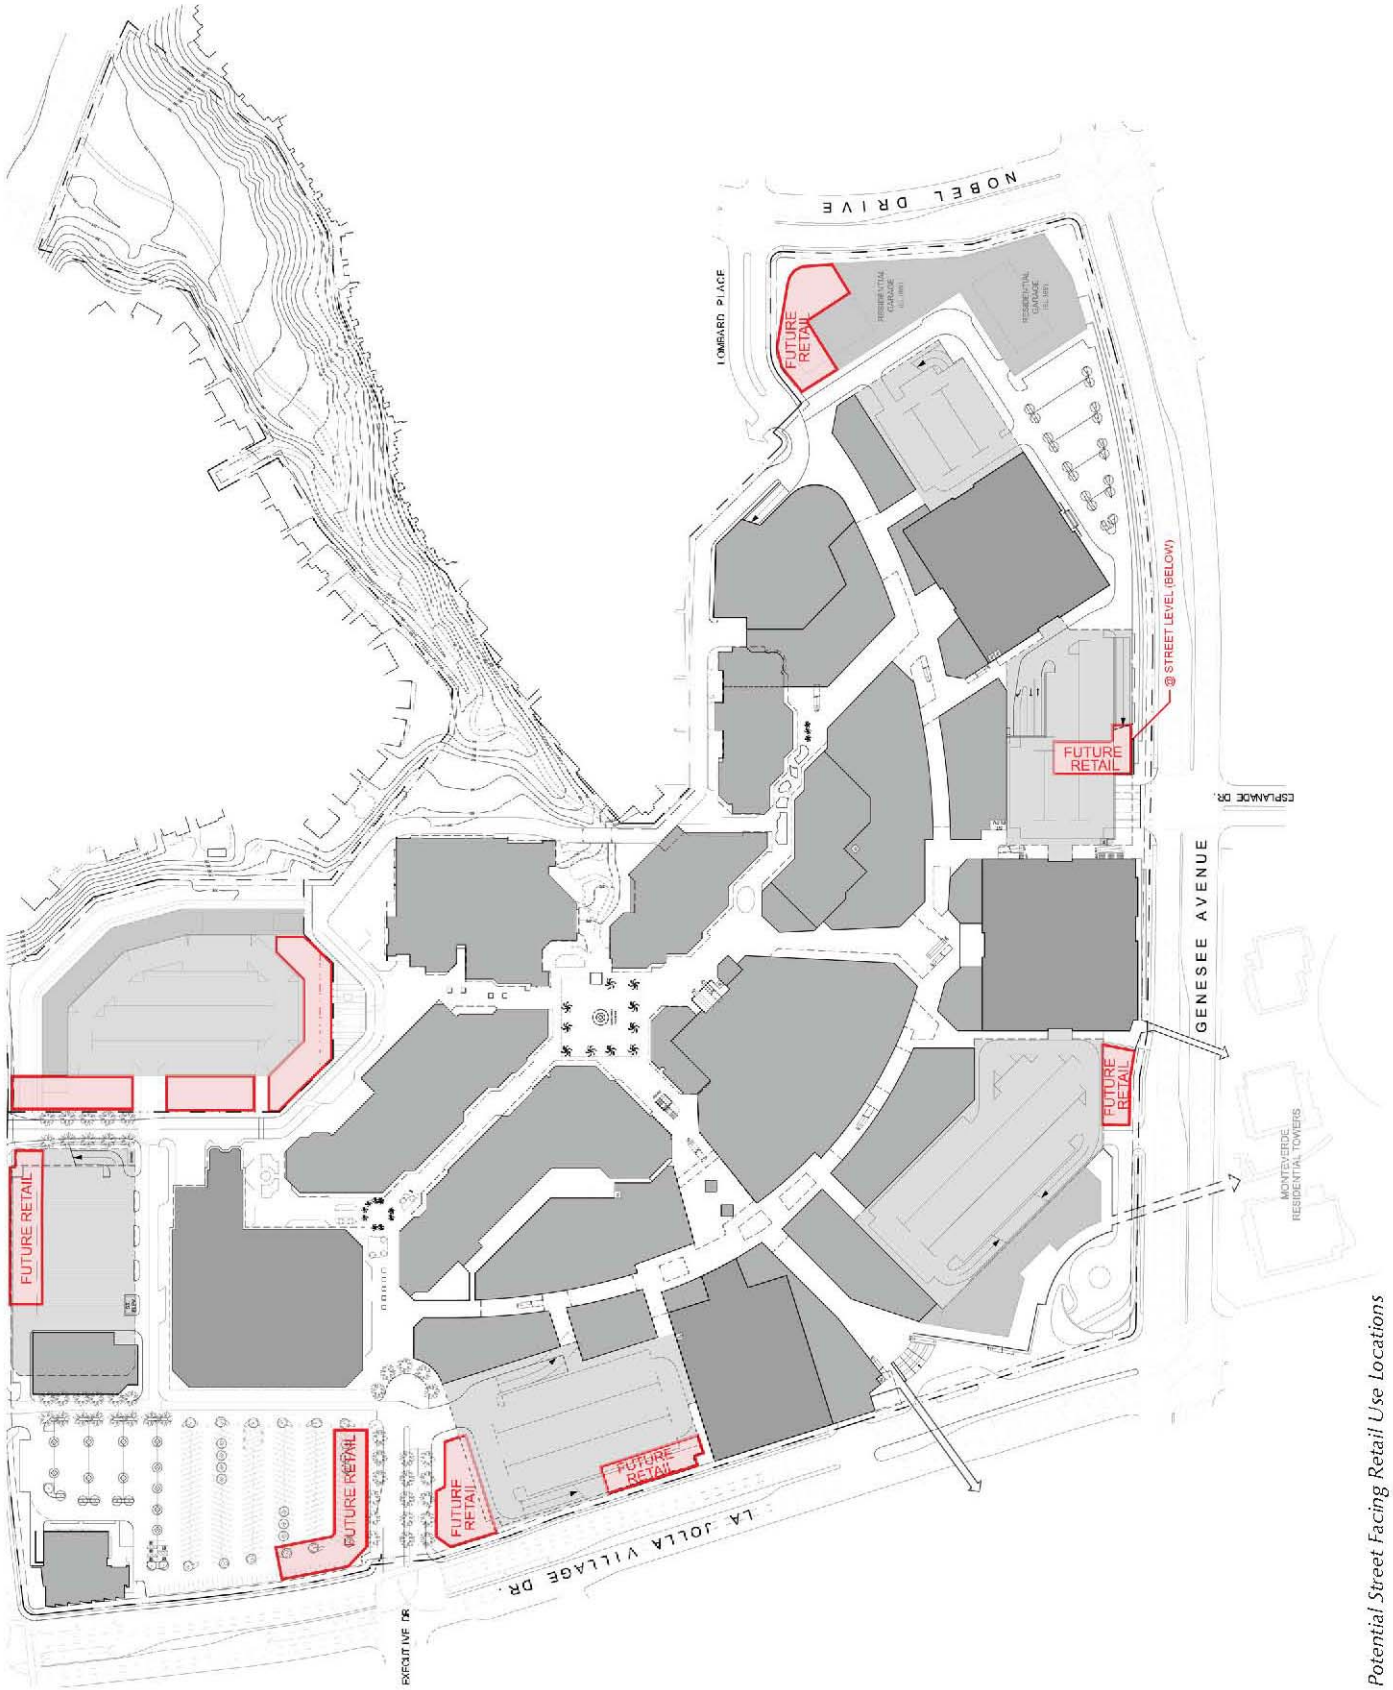 NOBEL DRIVE
LOMBARD PLACE
FUTURE
RETAIL
RESIDENTIAL
GARAGE
RESIDENTIAL
GARAGE
@ STREET LEVEL (BELOW)
FUTURE
RETAIL
ESPLANADE DR.
GENESEE AVENUE
FUTURE
RETAIL
MONTEVERDE
RESIDENTIAL TOWERS
FUTURE RETAIL
FUTURE RETAIL
FUTURE
RETAIL
FUTURE
RETAIL
LA JOLLA VILLAGE DR.
EXECUTIVE DR
Potential Street Facing Retail Use Locations